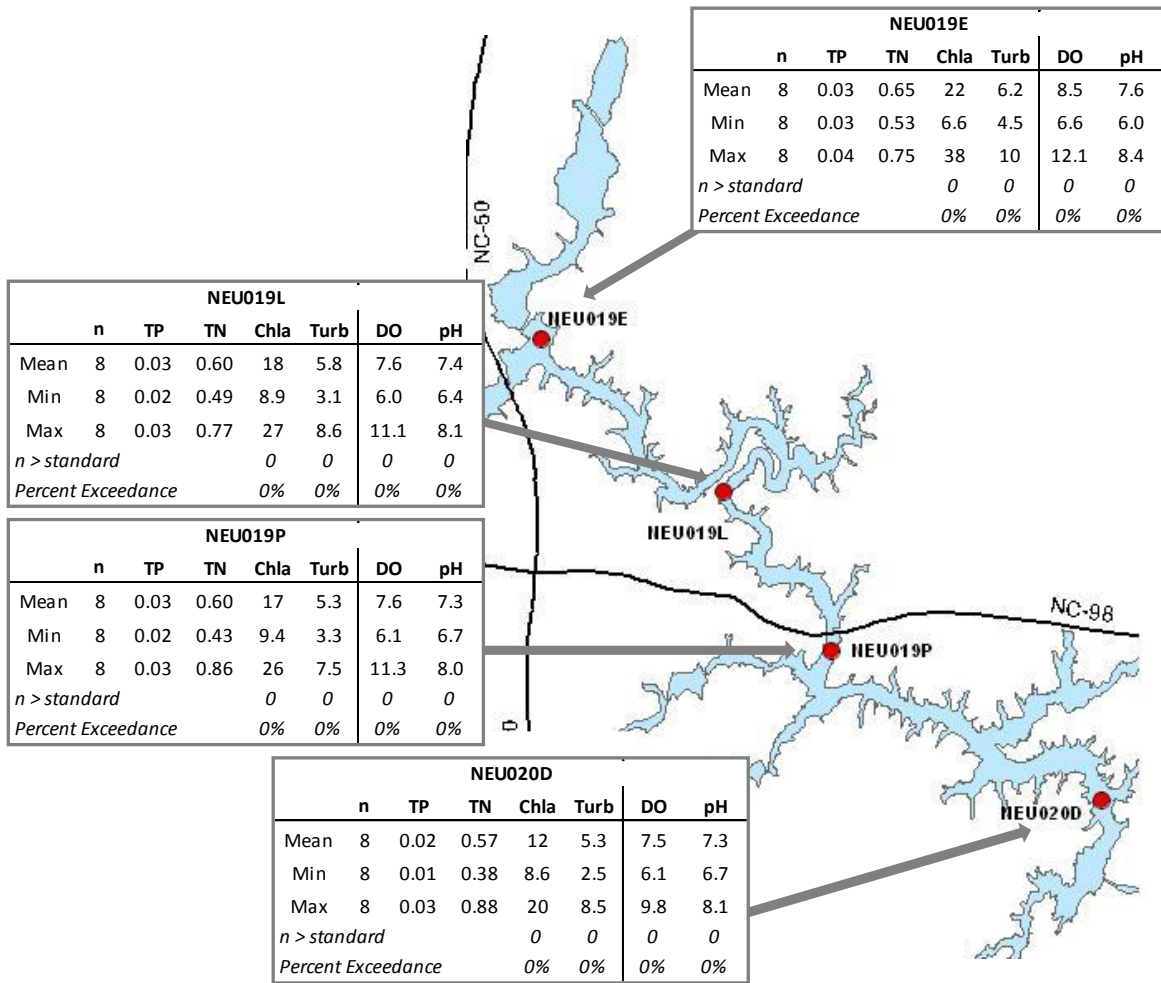 NEU019E
n TP TN Chla Turb DO pH
Mean 8 0.03 0.65 22 6.2 8.5 7.6
Min 8 0.03 0.53 6.6 4.5 6.6 6.0
Max 8 0.04 0.75 38 10 12.1 8.4
n > standard 0 0 0 0
Percent Exceedance 0% 0% 0% 0%
NC-50
NEU019E
NEU019L
n TP TN Chla Turb DO pH
Mean 8 0.03 0.60 18 5.8 7.6 7.4
Min 8 0.02 0.49 8.9 3.1 6.0 6.4
Max 8 0.03 0.77 27 8.6 11.1 8.1
n > standard 0 0 0 0
Percent Exceedance 0% 0% 0% 0%
NEU019L
NEU019P
n TP TN Chla Turb DO pH
Mean 8 0.03 0.60 17 5.3 7.6 7.3
Min 8 0.02 0.43 9.4 3.3 6.1 6.7
Max 8 0.03 0.86 26 7.5 11.3 8.0
n > standard 0 0 0 0
Percent Exceedance 0% 0% 0% 0%
NC-98
NEU019P
0
NEU020D
n TP TN Chla Turb DO pH
Mean 8 0.02 0.57 12 5.3 7.5 7.3
Min 8 0.01 0.38 8.6 2.5 6.1 6.7
Max 8 0.03 0.88 20 8.5 9.8 8.1
n > standard 0 0 0 0
Percent Exceedance 0% 0% 0% 0%
NEU020D